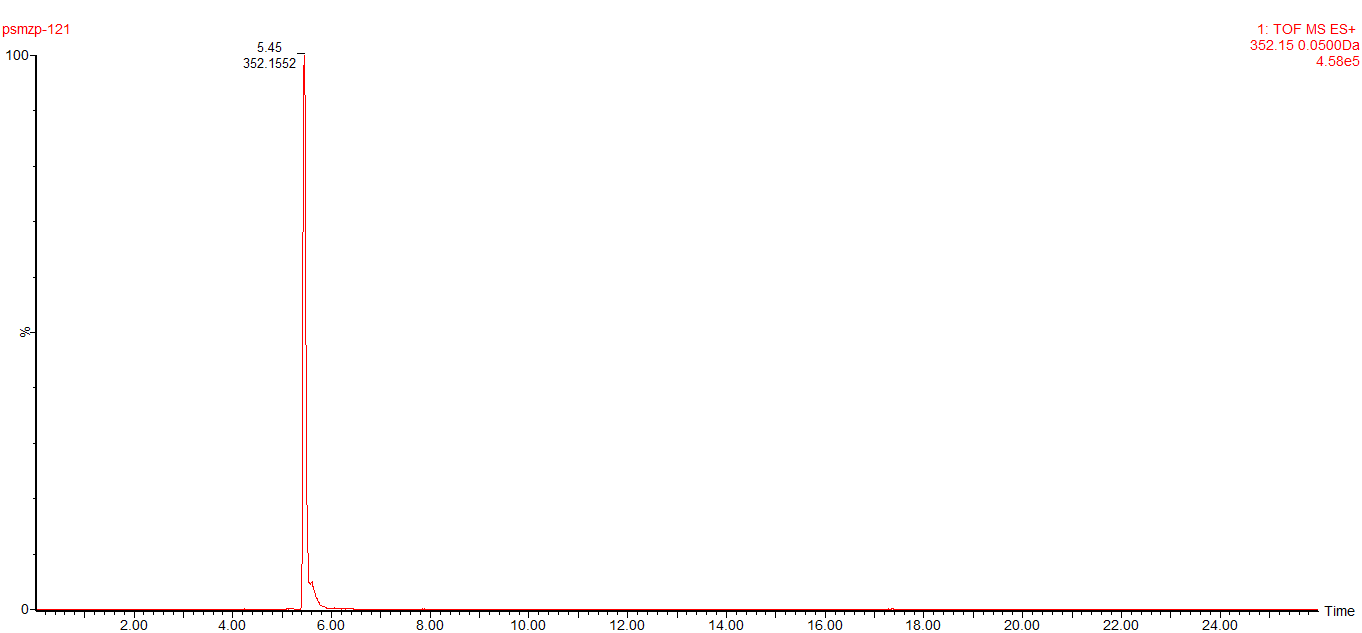 psmzp-121
1: TOF MS ES+
352.15 0.0500Da
4.58e5
5.45
352.1552
100
%
0
2.00 4.00 6.00 8.00 10.00 12.00 14.00 16.00 18.00 20.00 22.00 24.00
Time